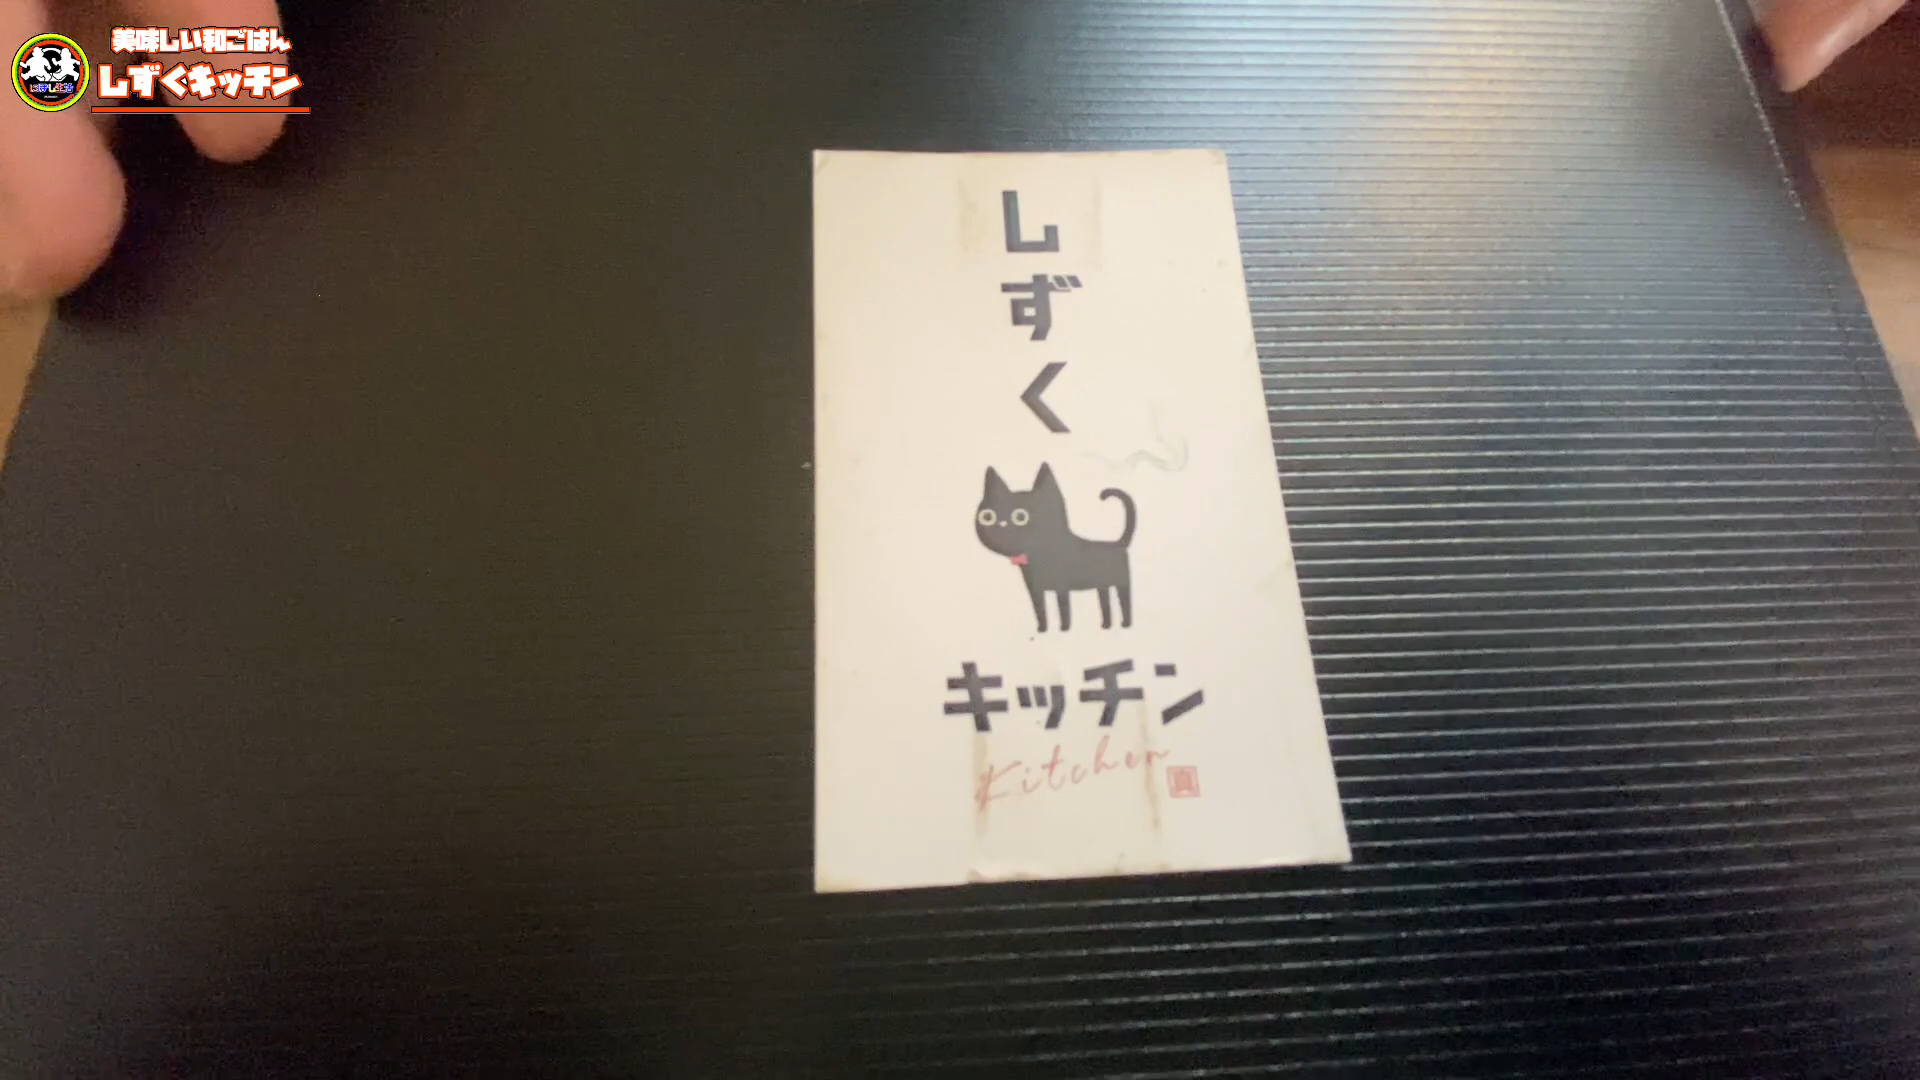 美味しい和ごはん
しずくキッチン
しずく
キッチン
Kitchen